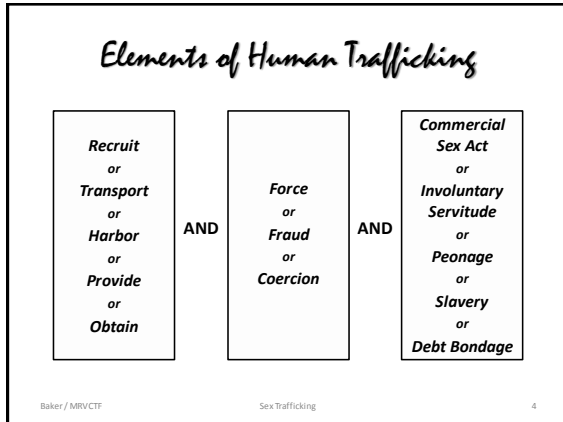 Elements of Human Trafficking
Recruit
or
Transport
or
Harbor
or
Provide
or
Obtain
AND
Force
or
Fraud
or
Coercion
AND
Commercial
Sex Act
or
Involuntary
Servitude
or
Peonage
or
Slavery
or
Debt Bondage
Baker / MRVCTF
Sex Trafficking
4